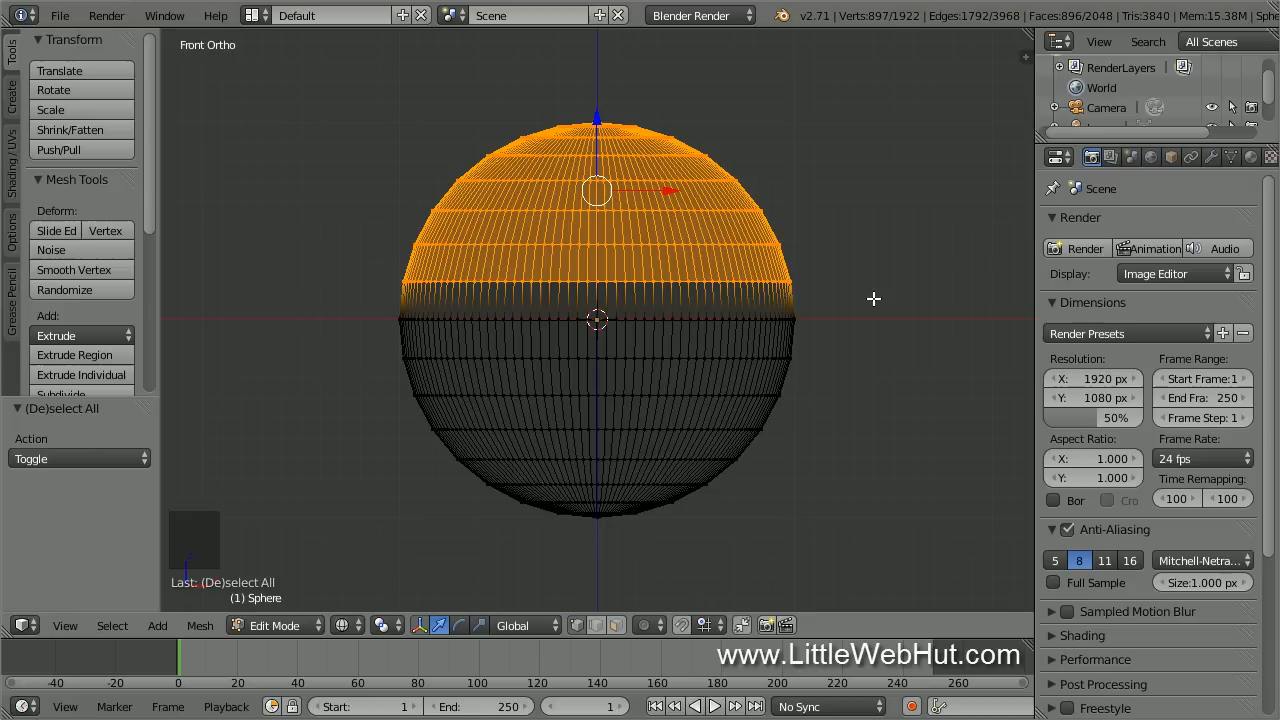 File Render Window Help Default Scene Blender Render v2.71 | Verts:897/1922 | Edges:1792/3968 | Faces:896/2048 | Tris:3840 | Mem:15.38M | Sphe
Tools
Create
Shading / UVs
Options
Grease Pencil
Transform
Translate
Rotate
Scale
Shrink/Fatten
Push/Pull
Mesh Tools
Deform:
Slide Ed Vertex
Noise
Smooth Vertex
Randomize
Add:
Extrude
Extrude Region
Extrude Individual
Subdivide
(De)select All
Action
Toggle
Front Ortho
Last: (De)select All
(1) Sphere
View Select Add Mesh Edit Mode Global
www.LittleWebHut.com
-40 -20 0 20 40 60 80 100 120 140 160 180 200 220 240 260
View Marker Frame Playback Start: 1 End: 250 1 No Sync
View Search All Scenes
RenderLayers
World
Camera
Scene
Render
Render Animation Audio
Display: Image Editor
Dimensions
Render Presets
Resolution: Frame Range:
X: 1920 px Start Frame:1
Y: 1080 px End Fra: 250
50% Frame Step: 1
Aspect Ratio: Frame Rate:
X: 1.000 24 fps
Y: 1.000 Time Remapping:
Bor Cro 100 100
Anti-Aliasing
5 8 11 16 Mitchell-Netra...
Full Sample Size:1.000 px
Sampled Motion Blur
Shading
Performance
Post Processing
Freestyle